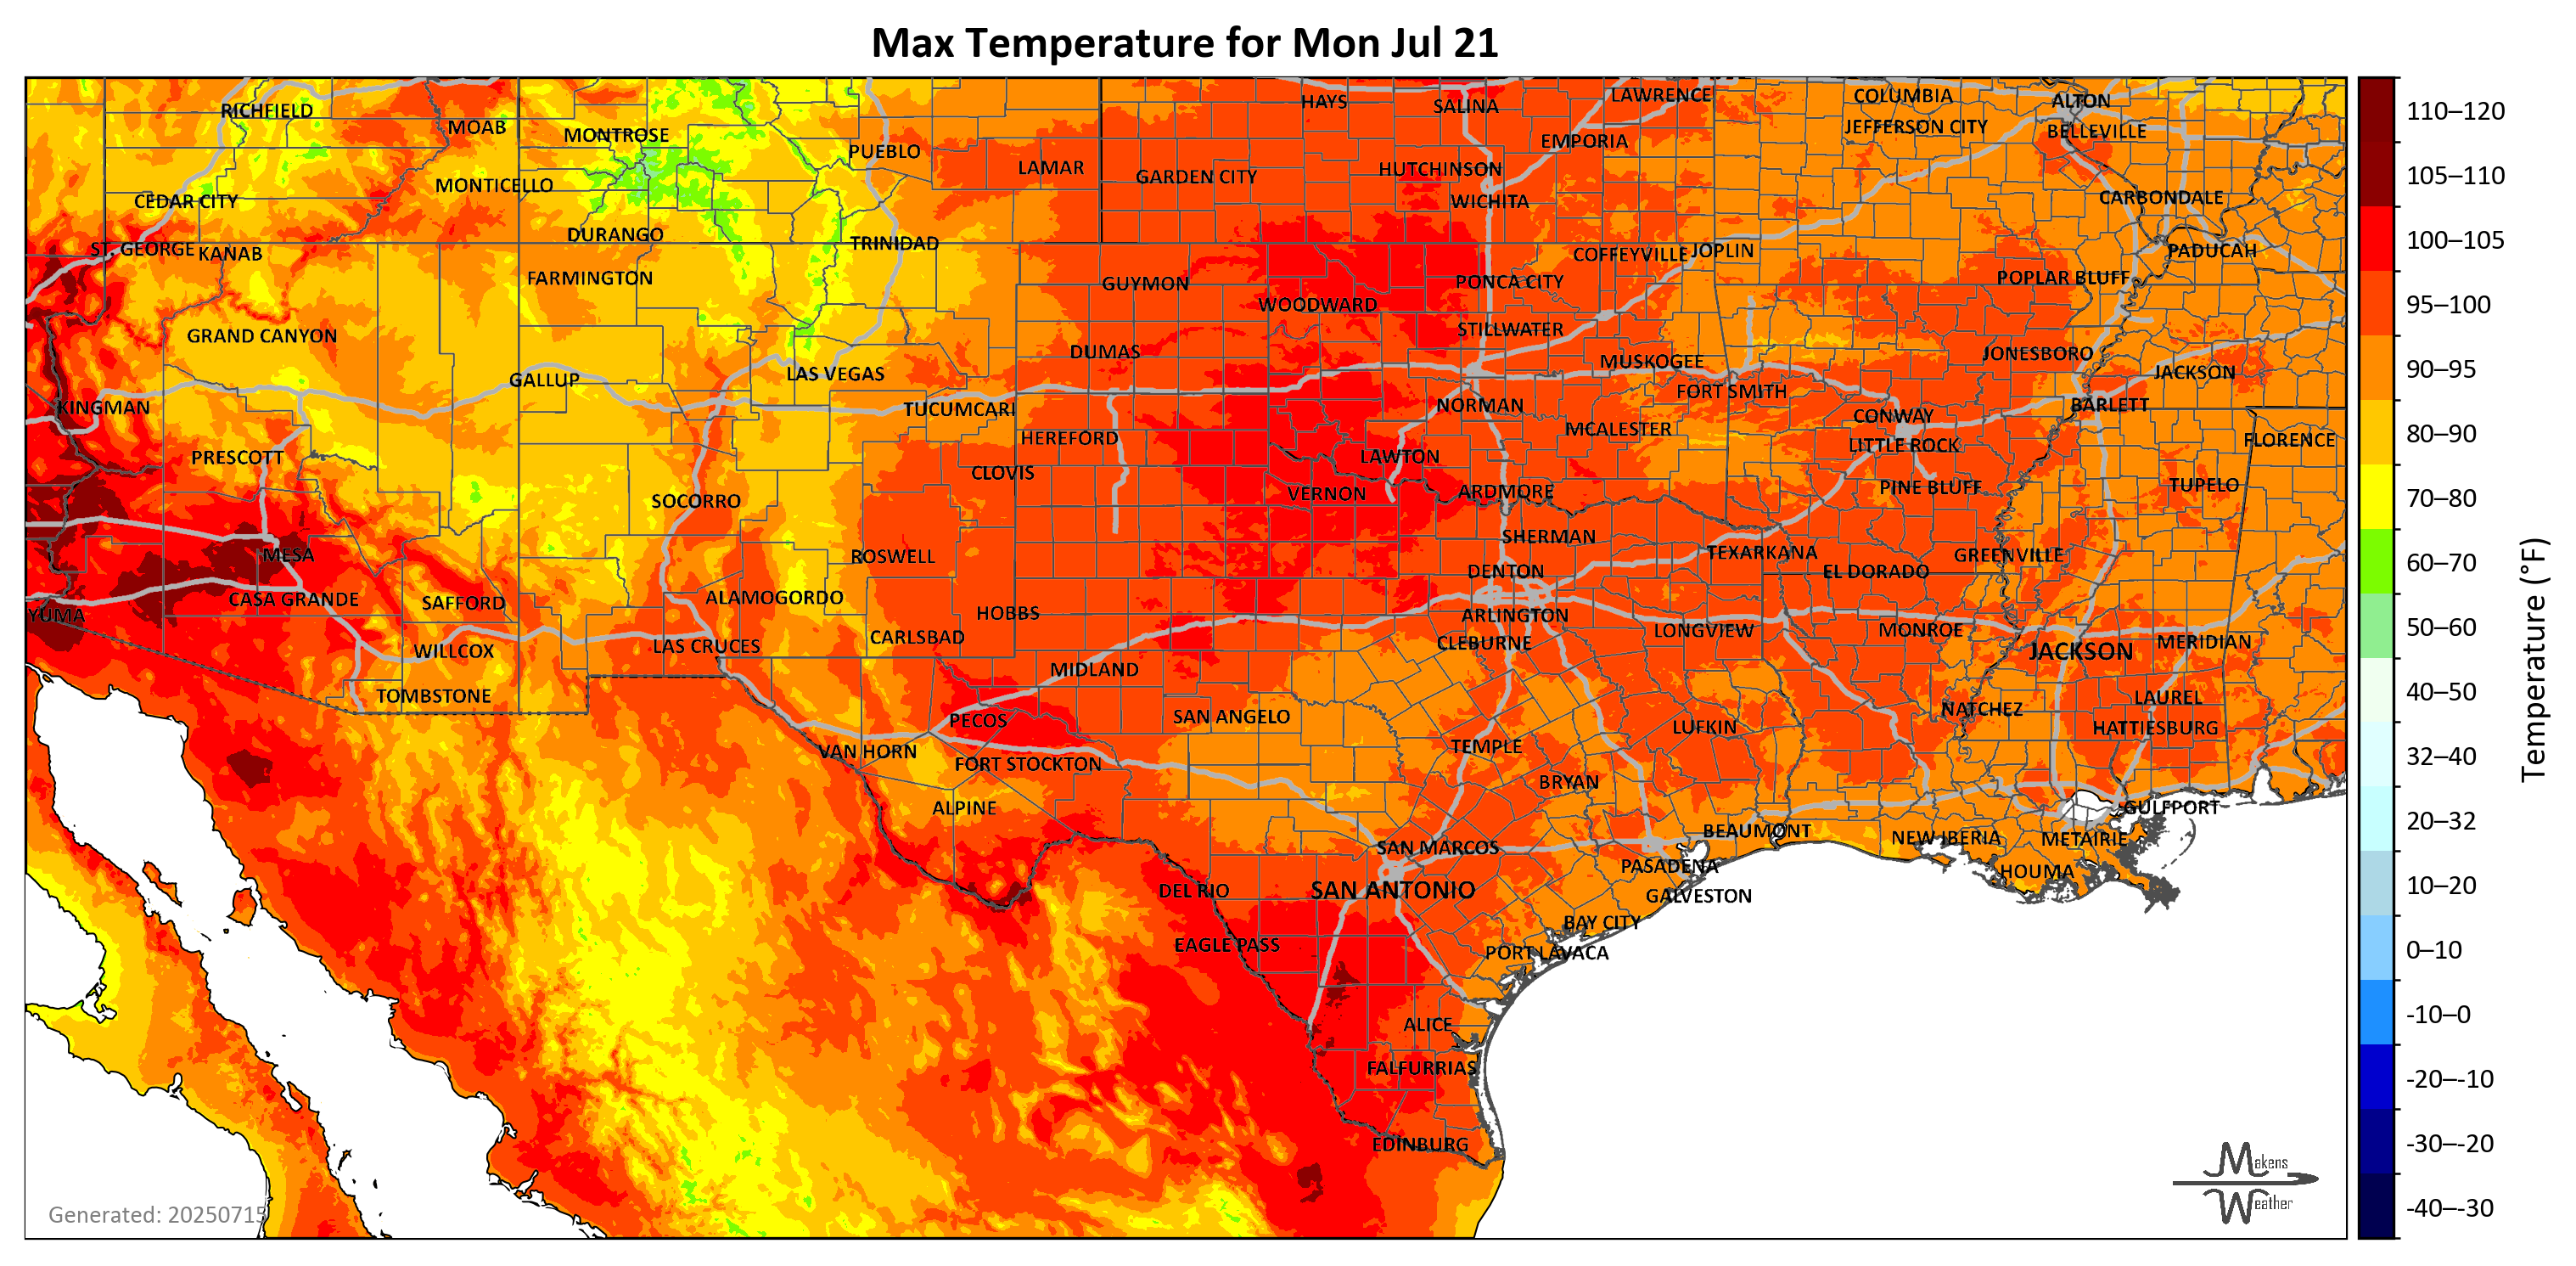 Max Temperature for Mon Jul 21
RICHFIELD
MOAB
MONTROSE
PUEBLO
LAMAR
HAYS
SALINA
LAWRENCE
COLUMBIA
ALTON
EMPORIA
JEFFERSON CITY
BELLEVILLE
CEDAR CITY
MONTICELLO
GARDEN CITY
HUTCHINSON
WICHITA
CARBONDALE
ST. GEORGE
KANAB
DURANGO
TRINIDAD
COFFEYVILLE
JOPLIN
PADUCAH
FARMINGTON
GUYMON
WOODWARD
PONCA CITY
POPLAR BLUFF
GRAND CANYON
DUMAS
STILLWATER
MUSKOGEE
JONESBORO
JACKSON
KINGMAN
GALLUP
LAS VEGAS
TUCUMCARI
NORMAN
FORT SMITH
CONWAY
BARLETT
PRESCOTT
HEREFORD
CLOVIS
LAWTON
MCALESTER
LITTLE ROCK
FLORENCE
SOCORRO
VERNON
ARDMORE
PINE BLUFF
TUPELO
MESA
ROSWELL
SHERMAN
TEXARKANA
GREENVILLE
DENTON
EL DORADO
YUMA
CASA GRANDE
SAFFORD
ALAMOGORDO
HOBBS
ARLINGTON
WILLCOX
LAS CRUCES
CARLSBAD
CLEBURNE
LONGVIEW
MONROE
JACKSON
MERIDIAN
TOMBSTONE
MIDLAND
LAUREL
PECOS
SAN ANGELO
LUFKIN
NATCHEZ
HATTIESBURG
VAN HORN
FORT STOCKTON
TEMPLE
BRYAN
ALPINE
GULFPORT
SAN MARCOS
BEAUMONT
NEW IBERIA
METAIRIE
DEL RIO
SAN ANTONIO
PASADENA
HOUMA
GALVESTON
EAGLE PASS
BAY CITY
PORT LAVACA
ALICE
FALFURRIAS
EDINBURG
Generated: 20250715
Makens
Weather
110–120
105–110
100–105
95–100
90–95
80–90
70–80
60–70
50–60
40–50
32–40
20–32
10–20
0–10
-10–0
-20–-10
-30–-20
-40–-30
Temperature (°F)